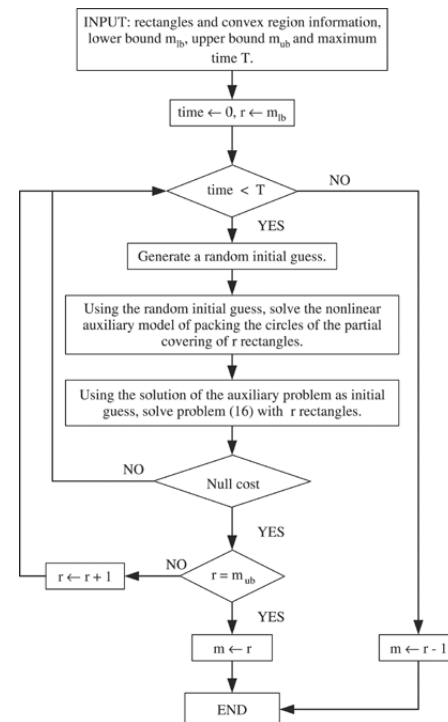 INPUT: rectangles and convex region information,
lower bound m_lb, upper bound m_ub and maximum
time T.
time ← 0, r ← m_lb
time < T
NO
YES
Generate a random initial guess.
Using the random initial guess, solve the nonlinear
auxiliary model of packing the circles of the partial
covering of r rectangles.
Using the solution of the auxiliary problem as initial
guess, solve problem (16) with r rectangles.
NO
Null cost
YES
NO
r ← r + 1
r = m_ub
YES
m ← r
m ← r - 1
END